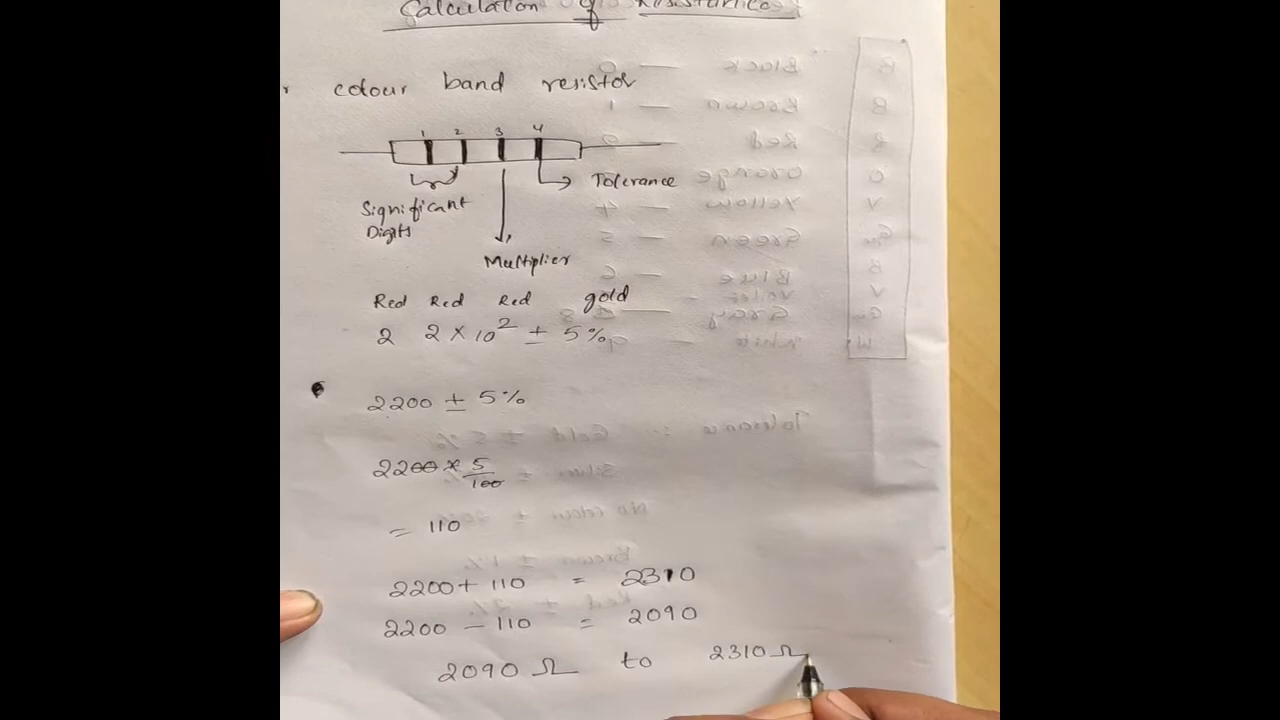 Calculation of Resistance
colour band resistor
1 2 3 4
Tolerance
Significant
Digits
Multiplier
Red Red Red gold
2 2 × 10² ± 5%
2200 ± 5%
2200 × 5/100
= 110
2200 + 110 = 2310
2200 - 110 = 2090
2090 Ω to 2310 Ω